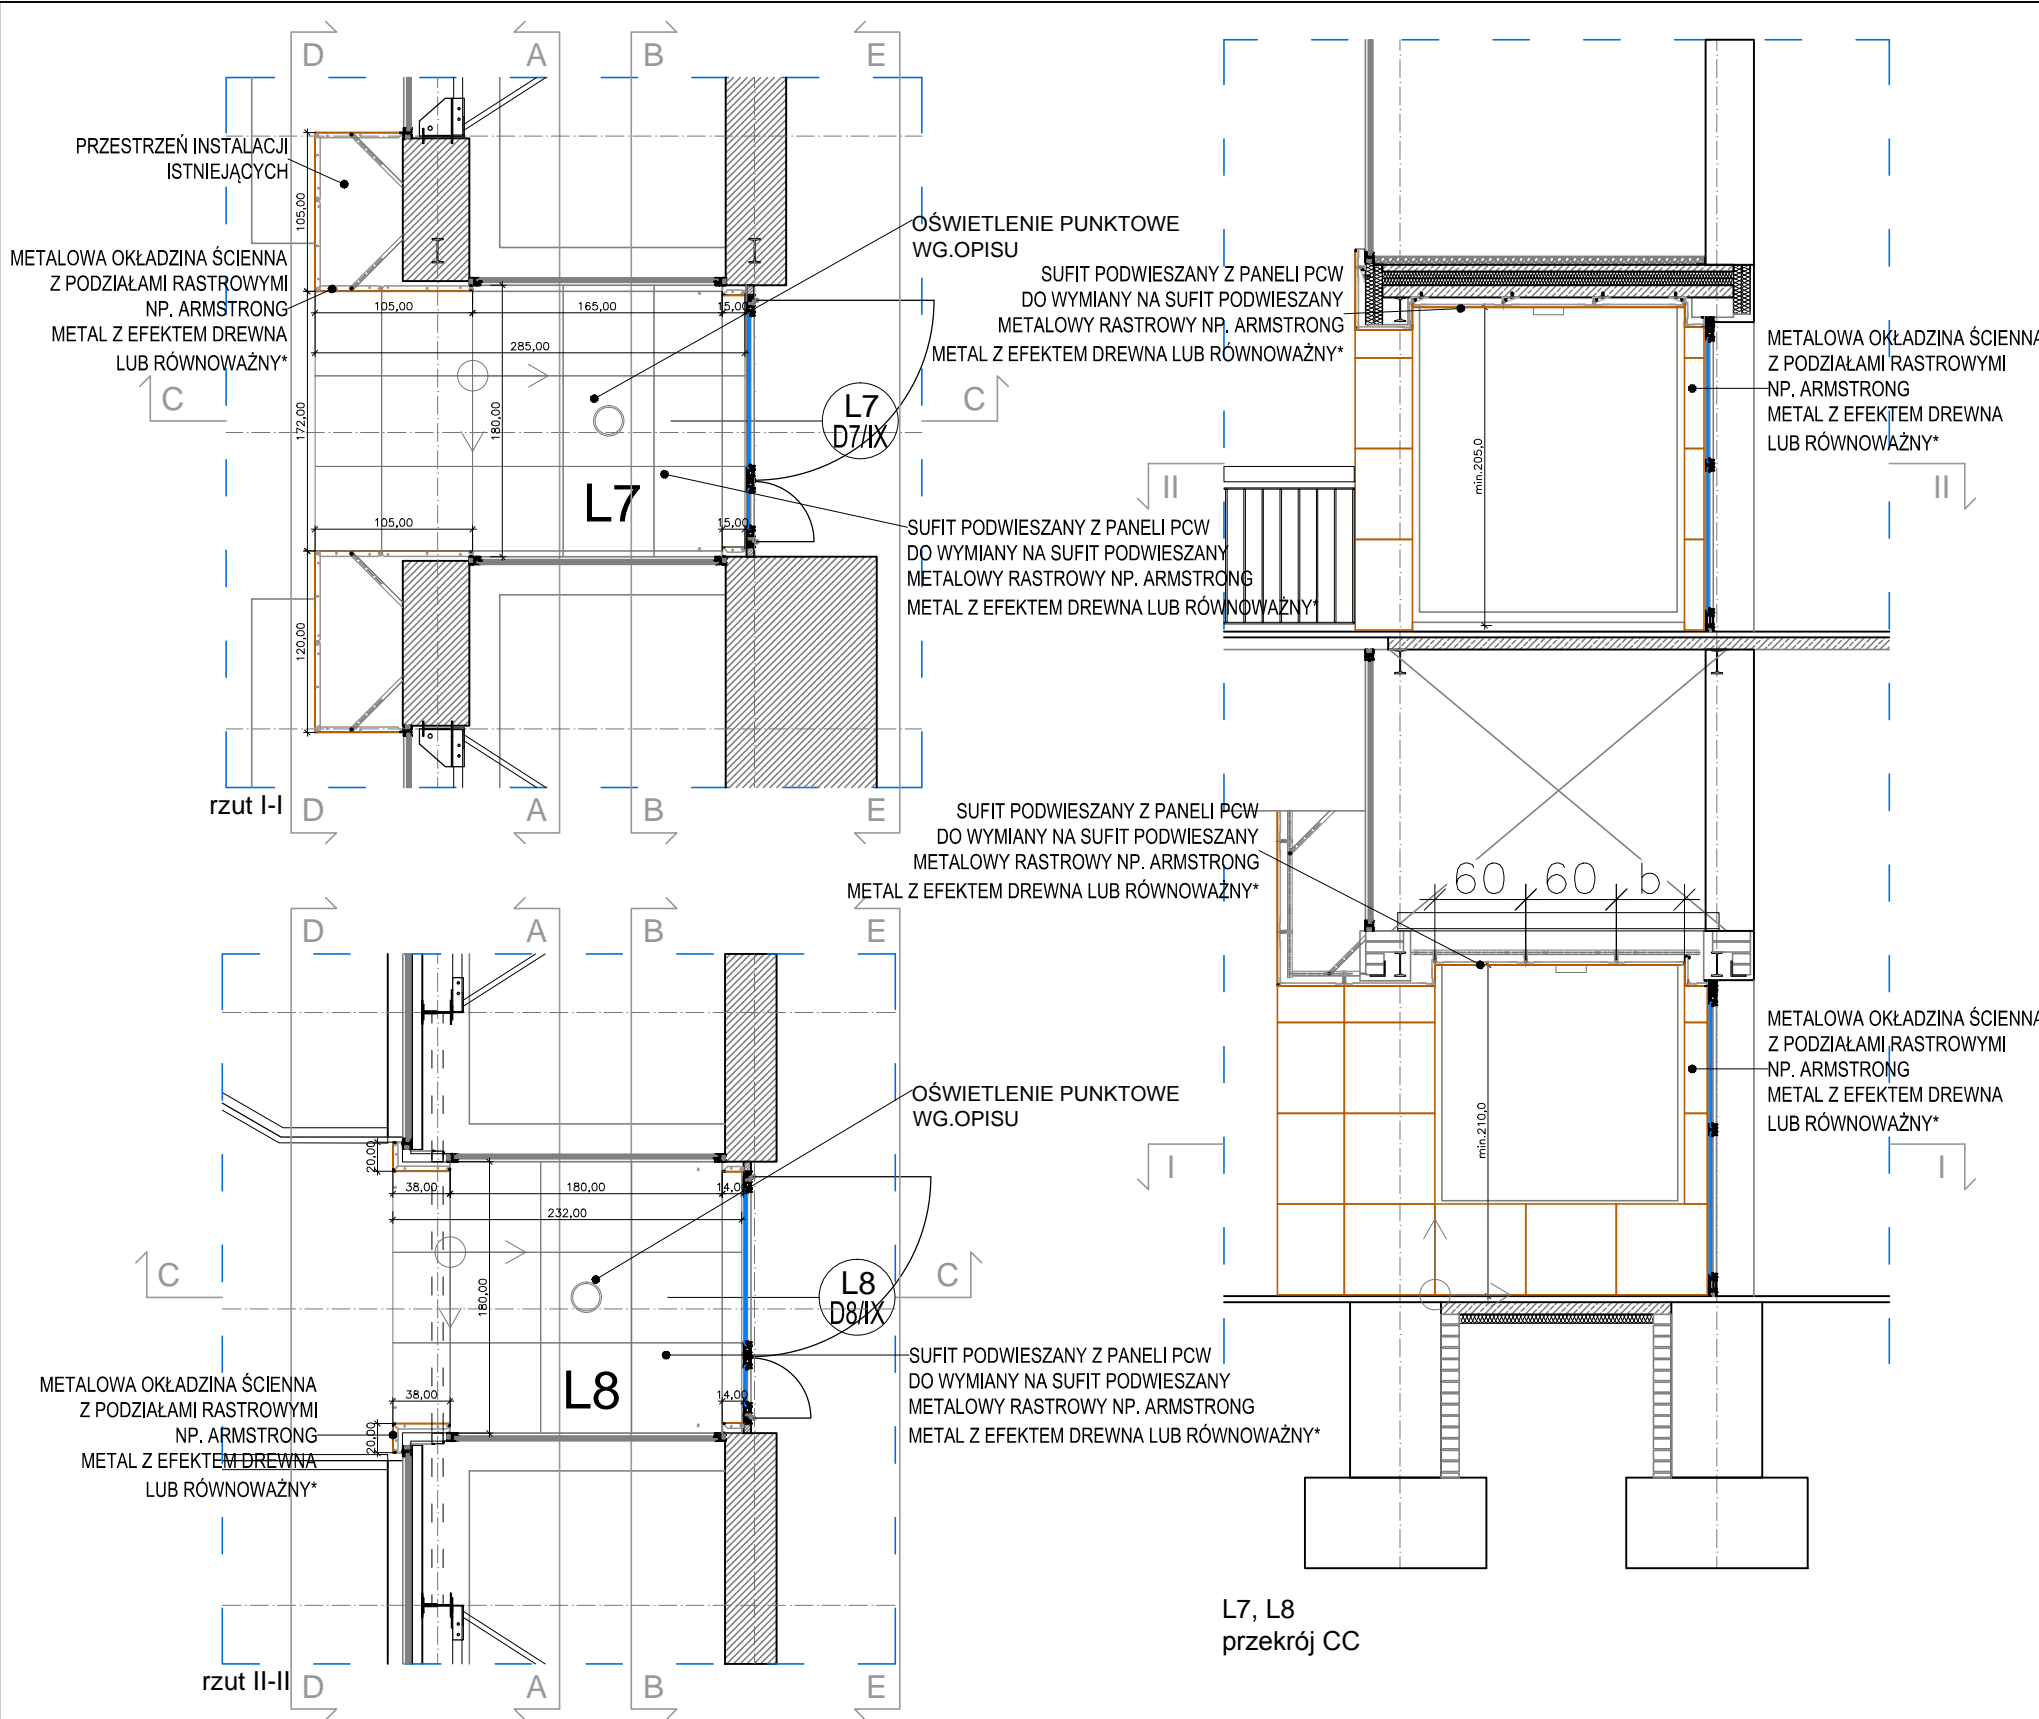 D
A
B
E
PRZESTRZEŃ INSTALACJI
ISTNIEJĄCYCH
105,00
METALOWA OKŁADZINA ŚCIENNA
Z PODZIAŁAMI RASTROWYMI
NP. ARMSTRONG
METAL Z EFEKTEM DREWNA
LUB RÓWNOWAŻNY*
OŚWIETLENIE PUNKTOWE
WG.OPISU
105,00
165,00
15,00
285,00
C
C
172,00
180,00
L7
D7/IX
L7
105,00
15,00
SUFIT PODWIESZANY Z PANELI PCW
DO WYMIANY NA SUFIT PODWIESZANY
METALOWY RASTROWY NP. ARMSTRONG
METAL Z EFEKTEM DREWNA LUB RÓWNOWAŻNY*
120,00
rzut I-I
D
A
B
E
SUFIT PODWIESZANY Z PANELI PCW
DO WYMIANY NA SUFIT PODWIESZANY
METALOWY RASTROWY NP. ARMSTRONG
METAL Z EFEKTEM DREWNA LUB RÓWNOWAŻNY*
METALOWA OKŁADZINA ŚCIENNA
Z PODZIAŁAMI RASTROWYMI
NP. ARMSTRONG
METAL Z EFEKTEM DREWNA
LUB RÓWNOWAŻNY*
min.205,0
II
II
SUFIT PODWIESZANY Z PANELI PCW
DO WYMIANY NA SUFIT PODWIESZANY
METALOWY RASTROWY NP. ARMSTRONG
METAL Z EFEKTEM DREWNA LUB RÓWNOWAŻNY*
60
60
b
METALOWA OKŁADZINA ŚCIENNA
Z PODZIAŁAMI RASTROWYMI
NP. ARMSTRONG
METAL Z EFEKTEM DREWNA
LUB RÓWNOWAŻNY*
min.210,0
I
I
L7, L8
przekrój CC
D
A
B
E
OŚWIETLENIE PUNKTOWE
WG.OPISU
20,00
38,00
180,00
14,00
232,00
C
C
180,00
L8
D8/IX
L8
38,00
14,00
20,00
METALOWA OKŁADZINA ŚCIENNA
Z PODZIAŁAMI RASTROWYMI
NP. ARMSTRONG
METAL Z EFEKTEM DREWNA
LUB RÓWNOWAŻNY*
SUFIT PODWIESZANY Z PANELI PCW
DO WYMIANY NA SUFIT PODWIESZANY
METALOWY RASTROWY NP. ARMSTRONG
METAL Z EFEKTEM DREWNA LUB RÓWNOWAŻNY*
rzut II-II
D
A
B
E